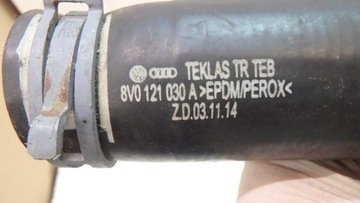 TEKLAS TR TEB
8V0 121 030 A >EPDM/PEROX<
Z.D.03.11.14